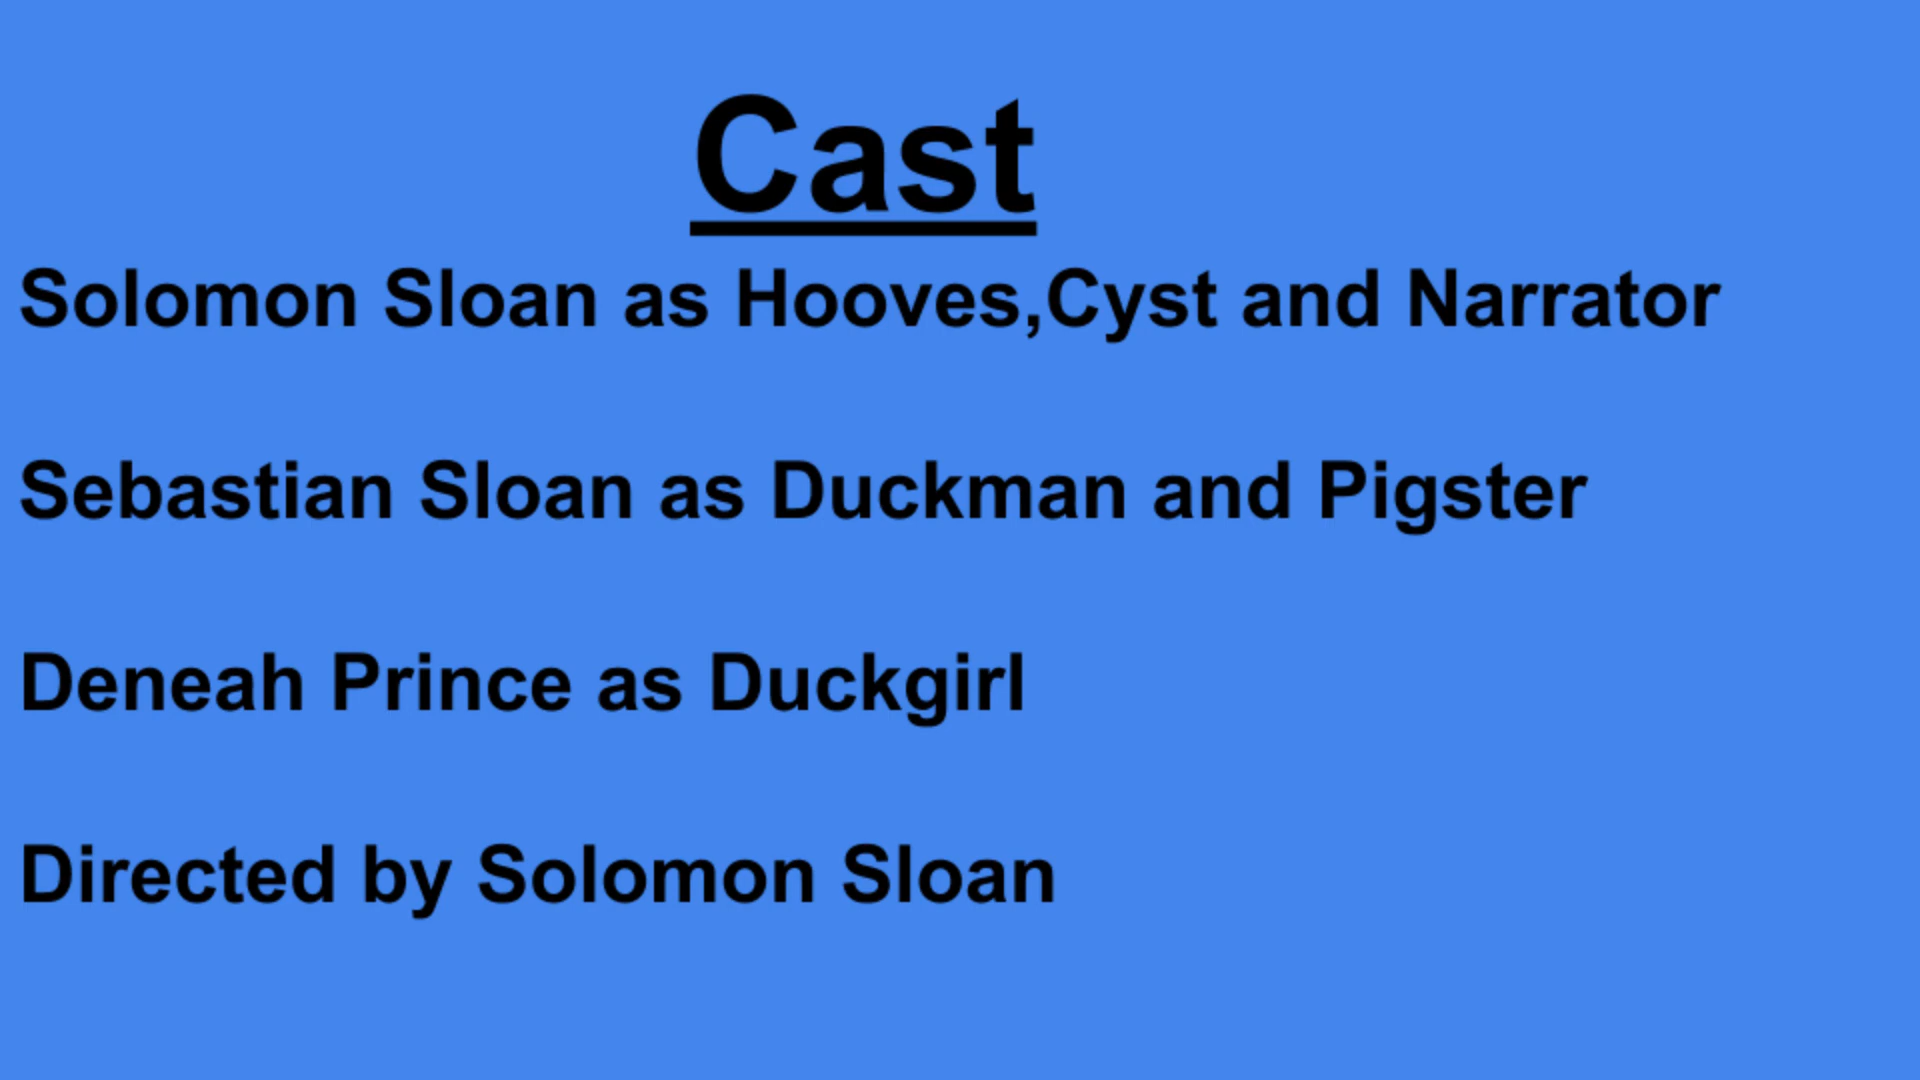 Cast
Solomon Sloan as Hooves,Cyst and Narrator
Sebastian Sloan as Duckman and Pigster
Deneah Prince as Duckgirl
Directed by Solomon Sloan